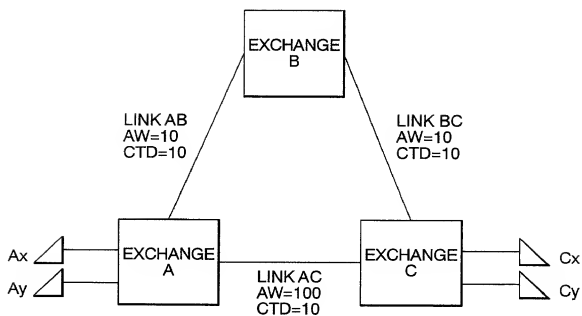 EXCHANGE
B
LINK AB
AW=10
CTD=10
LINK BC
AW=10
CTD=10
Ax
Ay
EXCHANGE
A
LINK AC
AW=100
CTD=10
EXCHANGE
C
Cx
Cy